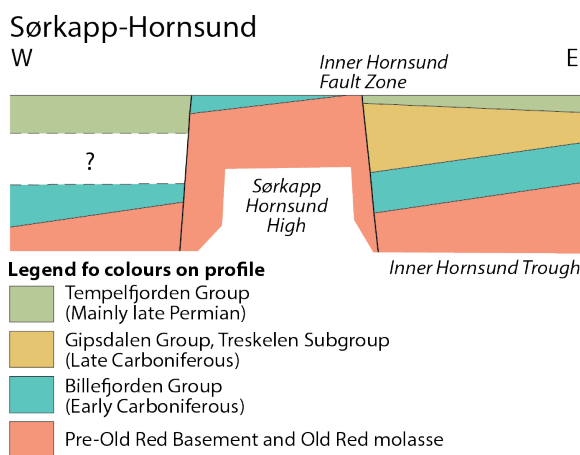 Sørkapp-Hornsund
W
E
Inner Hornsund
Fault Zone
?
Sørkapp
Hornsund
High
Inner Hornsund Trough
Legend fo colours on profile
Tempelfjorden Group
(Mainly late Permian)
Gipsdalen Group, Treskelen Subgroup
(Late Carboniferous)
Billefjorden Group
(Early Carboniferous)
Pre-Old Red Basement and Old Red molasse